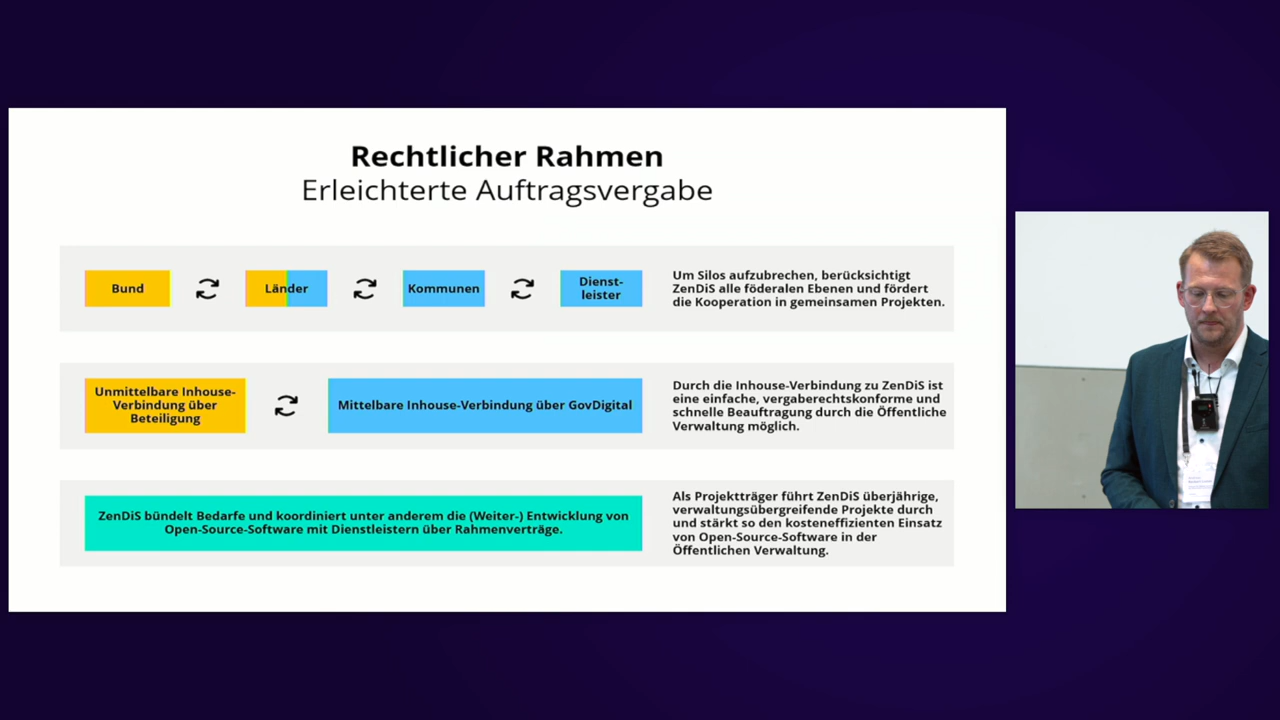 Rechtlicher Rahmen
Erleichterte Auftragsvergabe
Bund
Länder
Kommunen
Dienst-
leister
Um Silos aufzubrechen, berücksichtigt
ZenDiS alle föderalen Ebenen und fördert
die Kooperation in gemeinsamen Projekten.
Unmittelbare Inhouse-
Verbindung über
Beteiligung
Mittelbare Inhouse-Verbindung über GovDigital
Durch die Inhouse-Verbindung zu ZenDiS ist
eine einfache, vergaberechtskonforme und
schnelle Beauftragung durch die Öffentliche
Verwaltung möglich.
ZenDiS bündelt Bedarfe und koordiniert unter anderem die (Weiter-) Entwicklung von
Open-Source-Software mit Dienstleistern über Rahmenverträge.
Als Projektträger führt ZenDiS überjährige,
verwaltungsübergreifende Projekte durch
und stärkt so den kosteneffizienten Einsatz
von Open-Source-Software in der
Öffentlichen Verwaltung.